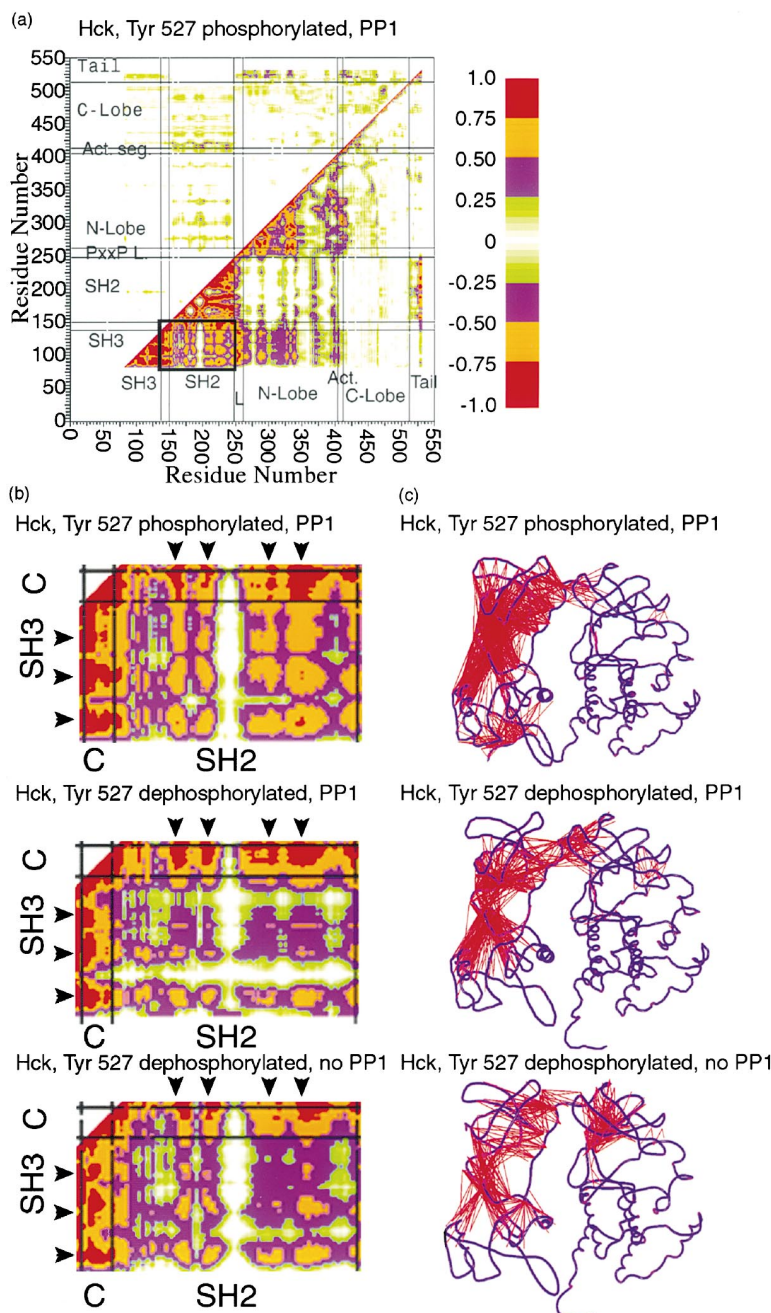 (a)
Hck, Tyr 527 phosphorylated, PP1
550
500
450
400
350
300
250
200
150
100
50
0
Residue Number
Tail
C-Lobe
Act. seg.
N-Lobe
PxxP L.
SH2
SH3
SH3
SH2
L
N-Lobe
Act.
C-Lobe
Tail
0
50
100
150
200
250
300
350
400
450
500
550
Residue Number
1.0
0.75
0.50
0.25
0
-0.25
-0.50
-0.75
-1.0
(b)
Hck, Tyr 527 phosphorylated, PP1
C
SH3
C
SH2
Hck, Tyr 527 dephosphorylated, PP1
C
SH3
C
SH2
Hck, Tyr 527 dephosphorylated, no PP1
C
SH3
C
SH2
(c)
Hck, Tyr 527 phosphorylated, PP1
Hck, Tyr 527 dephosphorylated, PP1
Hck, Tyr 527 dephosphorylated, no PP1